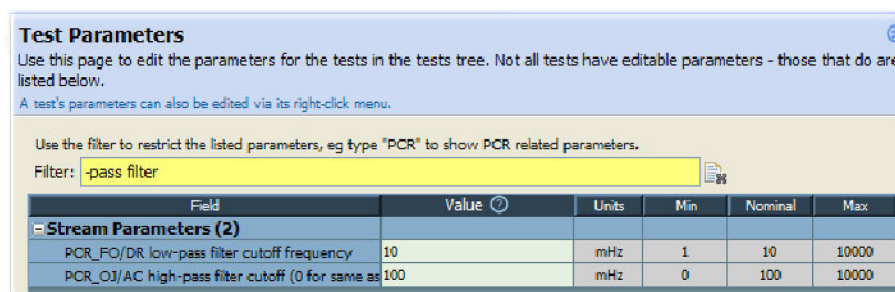 Test Parameters
Use this page to edit the parameters for the tests in the tests tree. Not all tests have editable parameters - those that do are
listed below.
A test's parameters can also be edited via its right-click menu.
Use the filter to restrict the listed parameters, eg type "PCR" to show PCR related parameters.
Filter: -pass filter
Field Value Units Min Nominal Max
Stream Parameters (2)
PCR_FO/DR low-pass filter cutoff frequency 10 mHz 1 10 10000
PCR_OJ/AC high-pass filter cutoff (0 for same as 100 mHz 0 100 10000